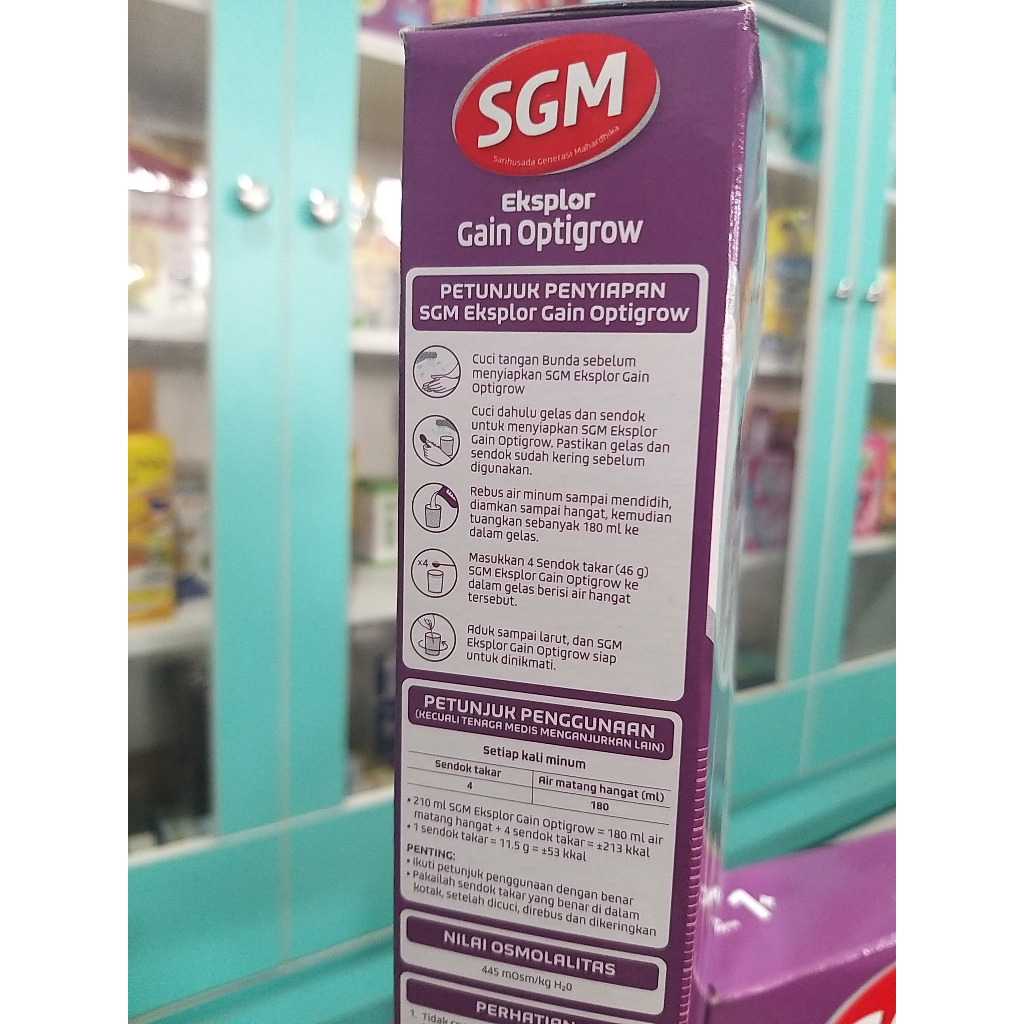 SGM
Sarihusada Generasi Mahardhika
Eksplor
Gain Optigrow
PETUNJUK PENYIAPAN
SGM Eksplor Gain Optigrow
Cuci tangan Bunda sebelum
menyiapkan SGM Eksplor Gain
Optigrow
Cuci dahulu gelas dan sendok
untuk menyiapkan SGM Eksplor
Gain Optigrow. Pastikan gelas dan
sendok sudah kering sebelum
digunakan.
Rebus air minum sampai mendidih,
diamkan sampai hangat, kemudian
tuangkan sebanyak 180 ml ke
dalam gelas.
x4
Masukkan 4 Sendok takar (46 g)
SGM Eksplor Gain Optigrow ke
dalam gelas berisi air hangat
tersebut.
Aduk sampai larut, dan SGM
Eksplor Gain Optigrow siap
untuk dinikmati.
PETUNJUK PENGGUNAAN
(KECUALI TENAGA MEDIS MENGANJURKAN LAIN)
Setiap kali minum
Sendok takar Air matang hangat (ml)
4 180
• 210 ml SGM Eksplor Gain Optigrow = 180 ml air
matang hangat + 4 sendok takar = ±213 kkal
• 1 sendok takar = 11.5 g = ±53 kkal
PENTING:
• Ikuti petunjuk penggunaan dengan benar
• Pakailah sendok takar yang benar di dalam
kotak, setelah dicuci, direbus dan dikeringkan
NILAI OSMOLALITAS
445 mOsm/kg H₂O
PERHATIAN
1. Tidak